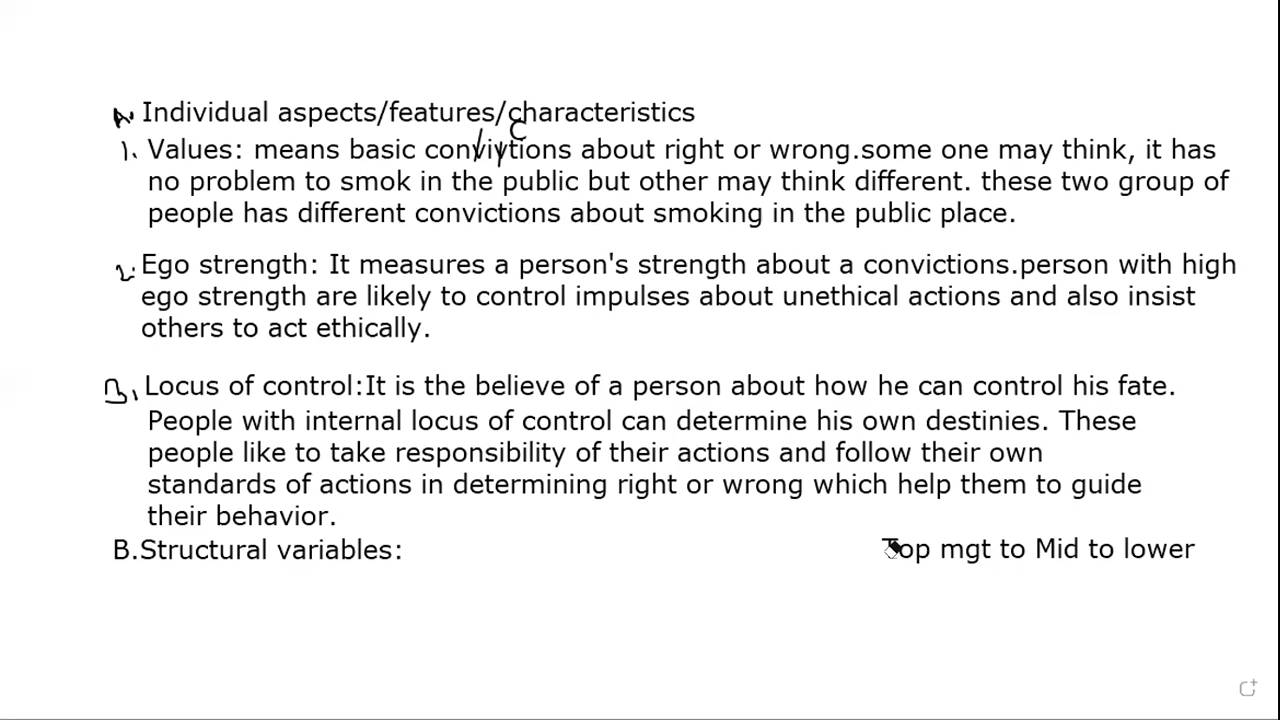 A. Individual aspects/features/characteristics
c
1. Values: means basic conviytions about right or wrong.some one may think, it has
no problem to smok in the public but other may think different. these two group of
people has different convictions about smoking in the public place.
2. Ego strength: It measures a person's strength about a convictions.person with high
ego strength are likely to control impulses about unethical actions and also insist
others to act ethically.
3. Locus of control:It is the believe of a person about how he can control his fate.
People with internal locus of control can determine his own destinies. These
people like to take responsibility of their actions and follow their own
standards of actions in determining right or wrong which help them to guide
their behavior.
B.Structural variables: Top mgt to Mid to lower